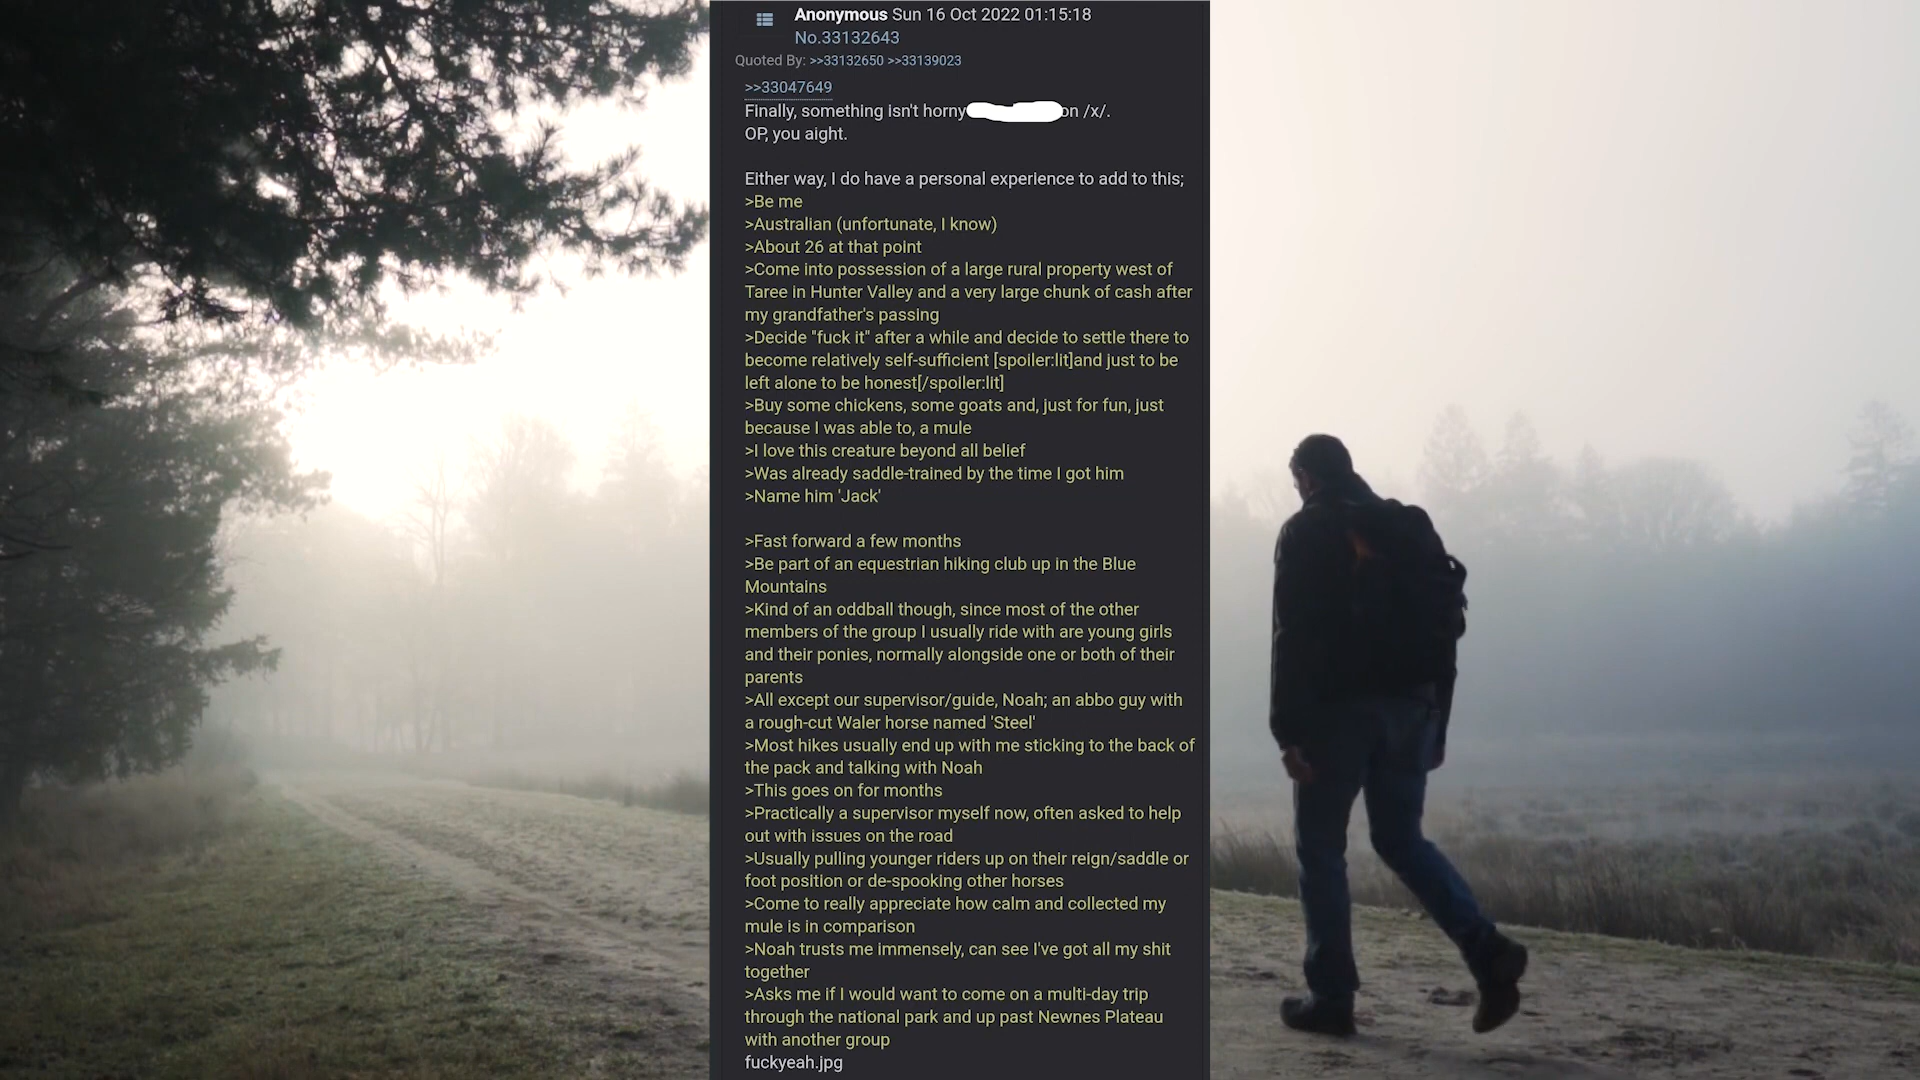 Anonymous Sun 16 Oct 2022 01:15:18
No.33132643
Quoted By: >>33132650 >>33139023
>>33047649
Finally, something isn't horny on /x/.
OP, you aight.
Either way, I do have a personal experience to add to this;
>Be me
>Australian (unfortunate, I know)
>About 26 at that point
>Come into possession of a large rural property west of
Taree in Hunter Valley and a very large chunk of cash after
my grandfather's passing
>Decide "fuck it" after a while and decide to settle there to
become relatively self-sufficient [spoiler:lit]and just to be
left alone to be honest[/spoiler:lit]
>Buy some chickens, some goats and, just for fun, just
because I was able to, a mule
>I love this creature beyond all belief
>Was already saddle-trained by the time I got him
>Name him 'Jack'
>Fast forward a few months
>Be part of an equestrian hiking club up in the Blue
Mountains
>Kind of an oddball though, since most of the other
members of the group I usually ride with are young girls
and their ponies, normally alongside one or both of their
parents
>All except our supervisor/guide, Noah; an abbo guy with
a rough-cut Waler horse named 'Steel'
>Most hikes usually end up with me sticking to the back of
the pack and talking with Noah
>This goes on for months
>Practically a supervisor myself now, often asked to help
out with issues on the road
>Usually pulling younger riders up on their reign/saddle or
foot position or de-spooking other horses
>Come to really appreciate how calm and collected my
mule is in comparison
>Noah trusts me immensely, can see I've got all my shit
together
>Asks me if I would want to come on a multi-day trip
through the national park and up past Newnes Plateau
with another group
fuckyeah.jpg